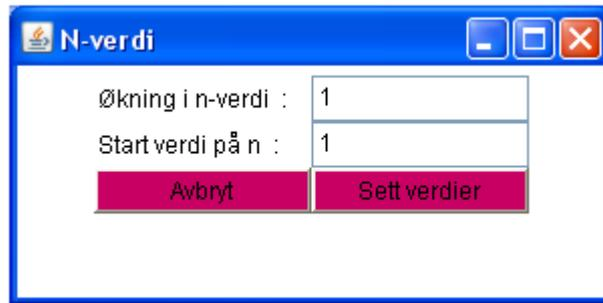 N-verdi
Økning i n-verdi : 1
Start verdi på n : 1
Avbryt Sett verdier